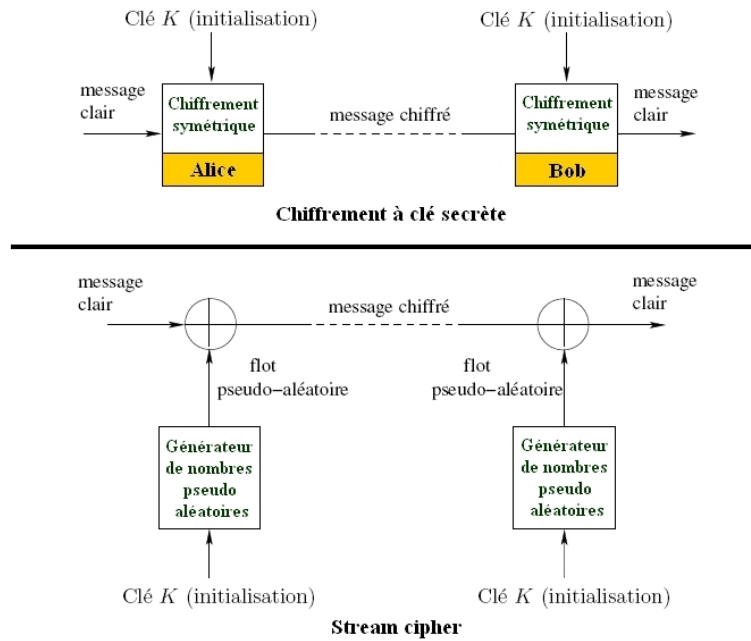 Clé K (initialisation)
Clé K (initialisation)
message
clair
Chiffrement
symétrique
message chiffré
Chiffrement
symétrique
message
clair
Alice
Bob
Chiffrement à clé secrète
message
clair
message chiffré
message
clair
flot
pseudo-aléatoire
flot
pseudo-aléatoire
Générateur
de nombres
pseudo
aléatoires
Générateur
de nombres
pseudo
aléatoires
Clé K (initialisation)
Clé K (initialisation)
Stream cipher